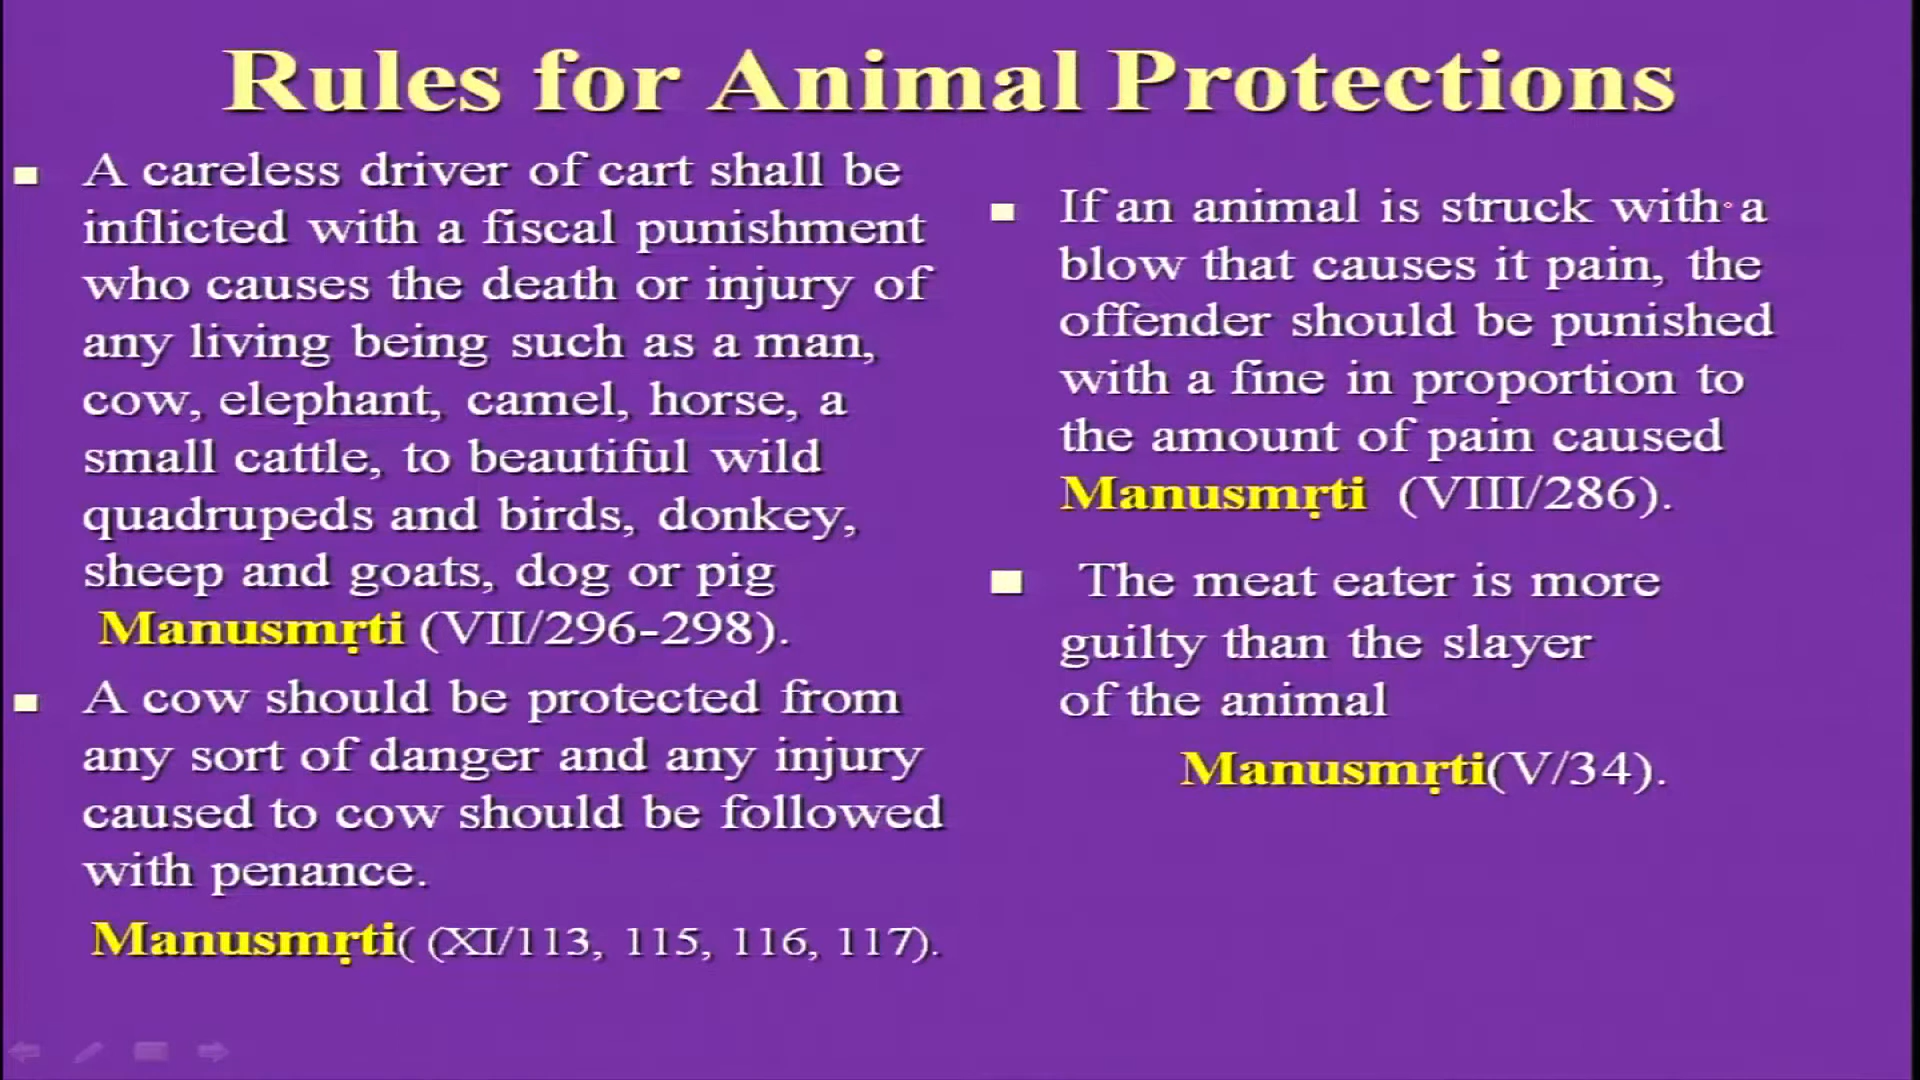 Rules for Animal Protections
A careless driver of cart shall be
inflicted with a fiscal punishment
who causes the death or injury of
any living being such as a man,
cow, elephant, camel, horse, a
small cattle, to beautiful wild
quadrupeds and birds, donkey,
sheep and goats, dog or pig
Manusmṛti (VII/296-298).
A cow should be protected from
any sort of danger and any injury
caused to cow should be followed
with penance.
Manusmṛti( (XI/113, 115, 116, 117).
If an animal is struck with a
blow that causes it pain, the
offender should be punished
with a fine in proportion to
the amount of pain caused
Manusmṛti (VIII/286).
The meat eater is more
guilty than the slayer
of the animal
Manusmṛti(V/34).